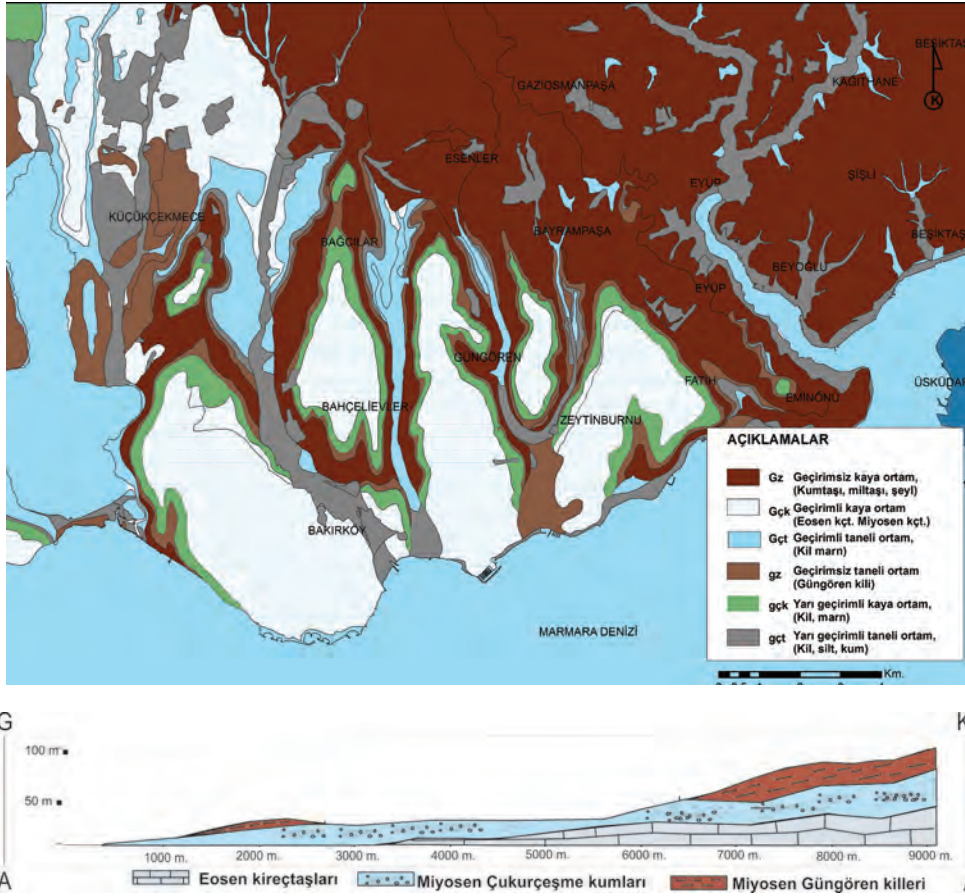 BEŞİKTAŞ
K
KAĞITHANE
GAZİOSMANPAŞA
ESENLER
EYÜP
ŞİŞLİ
KÜÇÜKÇEKMECE
BAĞCILAR
BAYRAMPAŞA
BEŞİKTAŞ
BEYOĞLU
EYÜP
GÜNGÖREN
FATİH
EMİNÖNÜ
ÜSKÜDAR
BAHÇELİEVLER
ZEYTİNBURNU
BAKIRKÖY
MARMARA DENİZİ
AÇIKLAMALAR
Gz Geçirimsiz kaya ortam,
(Kumtaşı, miltaşı, şeyl)
Gçk Geçirimli kaya ortam
(Eosen kçt. Miyosen kçt.)
Gçt Geçirimli taneli ortam,
(Kil marn)
gz Geçirimsiz taneli ortam
(Güngören kili)
gçk Yarı geçirimli kaya ortam,
(Kil, marn)
gçt Yarı geçirimli taneli ortam,
(Kil, silt, kum)
Km.
G
K
100 m
50 m
1000 m. 2000 m. 3000 m. 4000 m. 5000 m. 6000 m. 7000 m. 8000 m. 9000 m.
A
Eosen kireçtaşları Miyosen Çukurçeşme kumları Miyosen Güngören killeri